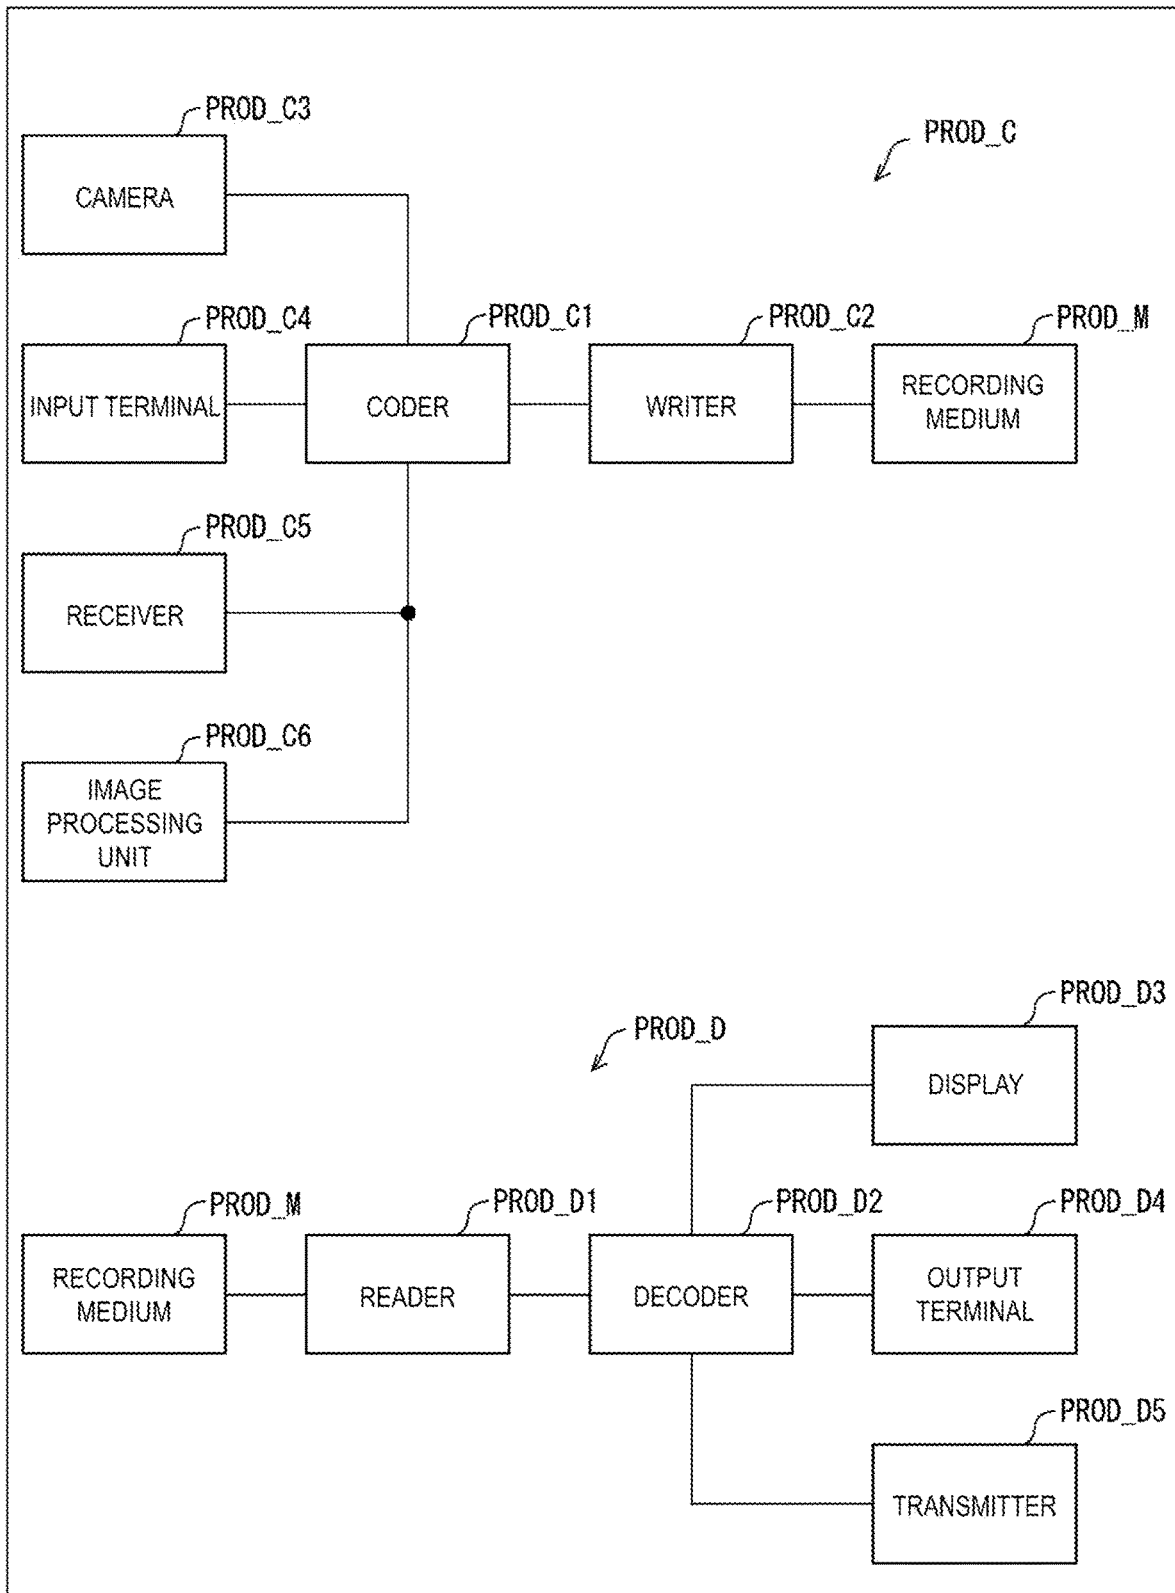 PROD_C3
CAMERA
PROD_C
PROD_C4
INPUT TERMINAL
PROD_C1
CODER
PROD_C2
WRITER
PROD_M
RECORDING
MEDIUM
PROD_C5
RECEIVER
PROD_C6
IMAGE
PROCESSING
UNIT
PROD_D
PROD_D3
DISPLAY
PROD_M
RECORDING
MEDIUM
PROD_D1
READER
PROD_D2
DECODER
PROD_D4
OUTPUT
TERMINAL
PROD_D5
TRANSMITTER